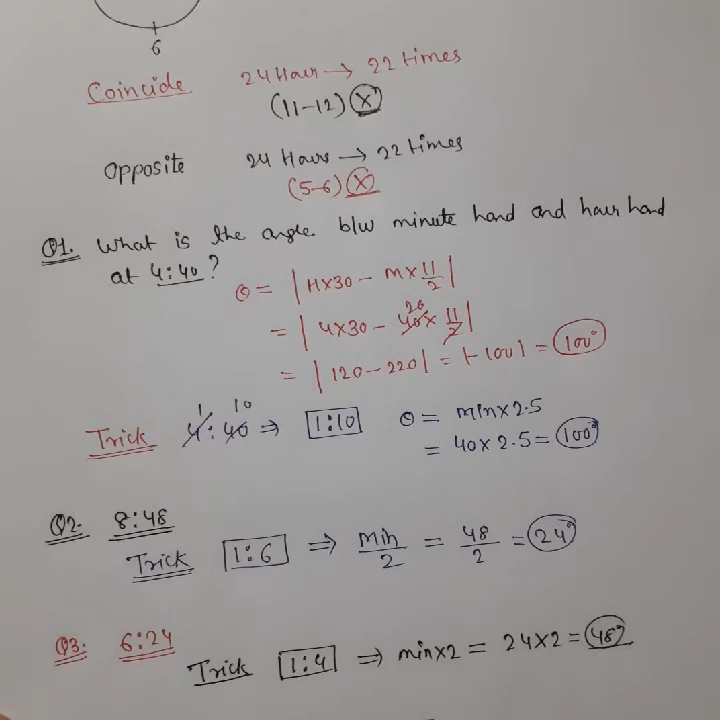 6
Coincide 24 Hour → 22 times
(11-12) X
Opposite 24 Hours → 22 times
(5-6) X
Q1. What is the angle b/w minute hand and hour hand
at 4:40?
θ = |H×30 - M×11/2|
= |4×30 - 40 20 × 11/2|
= |120-220| = |-100| = 100°
Trick 4:40 1 10 ⇒ 1:10 θ = min×2.5
= 40×2.5 = 100°
Q2. 8:48
Trick 1:6 ⇒ min/2 = 48/2 = 24°
Q3. 6:24
Trick 1:4 ⇒ min×2 = 24×2 = 48°